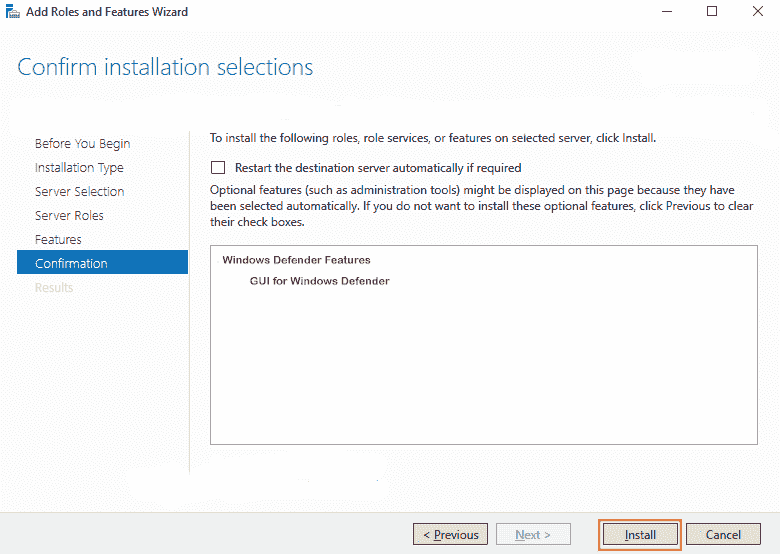 Add Roles and Features Wizard
Confirm installation selections
Before You Begin
Installation Type
Server Selection
Server Roles
Features
Confirmation
Results
To install the following roles, role services, or features on selected server, click Install.
Restart the destination server automatically if required
Optional features (such as administration tools) might be displayed on this page because they have
been selected automatically. If you do not want to install these optional features, click Previous to clear
their check boxes.
Windows Defender Features
GUI for Windows Defender
< Previous
Next >
Install
Cancel